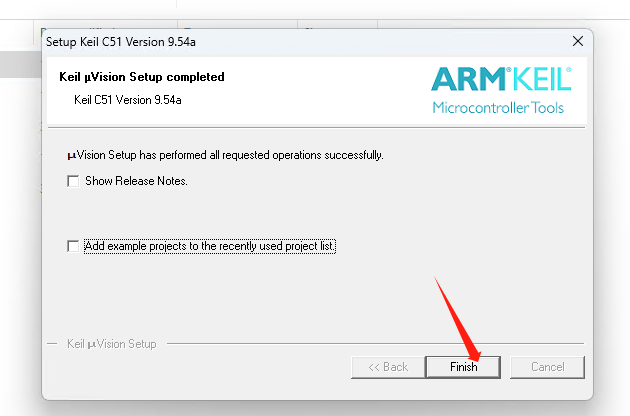 Setup Keil C51 Version 9.54a
Keil µVision Setup completed
Keil C51 Version 9.54a
ARM®KEIL®
Microcontroller Tools
µVision Setup has performed all requested operations successfully.
Show Release Notes.
Add example projects to the recently used project list.
Keil µVision Setup
<< Back
Finish
Cancel